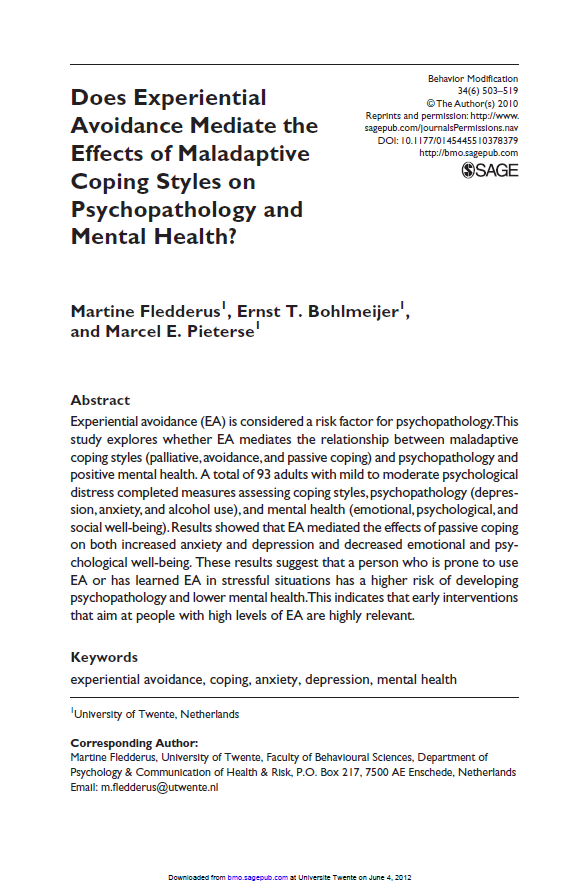 Behavior Modification
34(6) 503–519
© The Author(s) 2010
Reprints and permission: http://www.
sagepub.com/journalsPermissions.nav
DOI: 10.1177/0145445510378379
http://bmo.sagepub.com
SAGE
Does Experiential
Avoidance Mediate the
Effects of Maladaptive
Coping Styles on
Psychopathology and
Mental Health?
Martine Fledderus1, Ernst T. Bohlmeijer1,
and Marcel E. Pieterse1
Abstract
Experiential avoidance (EA) is considered a risk factor for psychopathology.This
study explores whether EA mediates the relationship between maladaptive
coping styles (palliative, avoidance, and passive coping) and psychopathology and
positive mental health. A total of 93 adults with mild to moderate psychological
distress completed measures assessing coping styles, psychopathology (depres-
sion, anxiety, and alcohol use), and mental health (emotional, psychological, and
social well-being). Results showed that EA mediated the effects of passive coping
on both increased anxiety and depression and decreased emotional and psy-
chological well-being. These results suggest that a person who is prone to use
EA or has learned EA in stressful situations has a higher risk of developing
psychopathology and lower mental health.This indicates that early interventions
that aim at people with high levels of EA are highly relevant.
Keywords
experiential avoidance, coping, anxiety, depression, mental health
1University of Twente, Netherlands
Corresponding Author:
Martine Fledderus, University of Twente, Faculty of Behavioural Sciences, Department of
Psychology & Communication of Health & Risk, P.O. Box 217, 7500 AE Enschede, Netherlands
Email: m.fledderus@utwente.nl
Downloaded from bmo.sagepub.com at Universite Twente on June 4, 2012